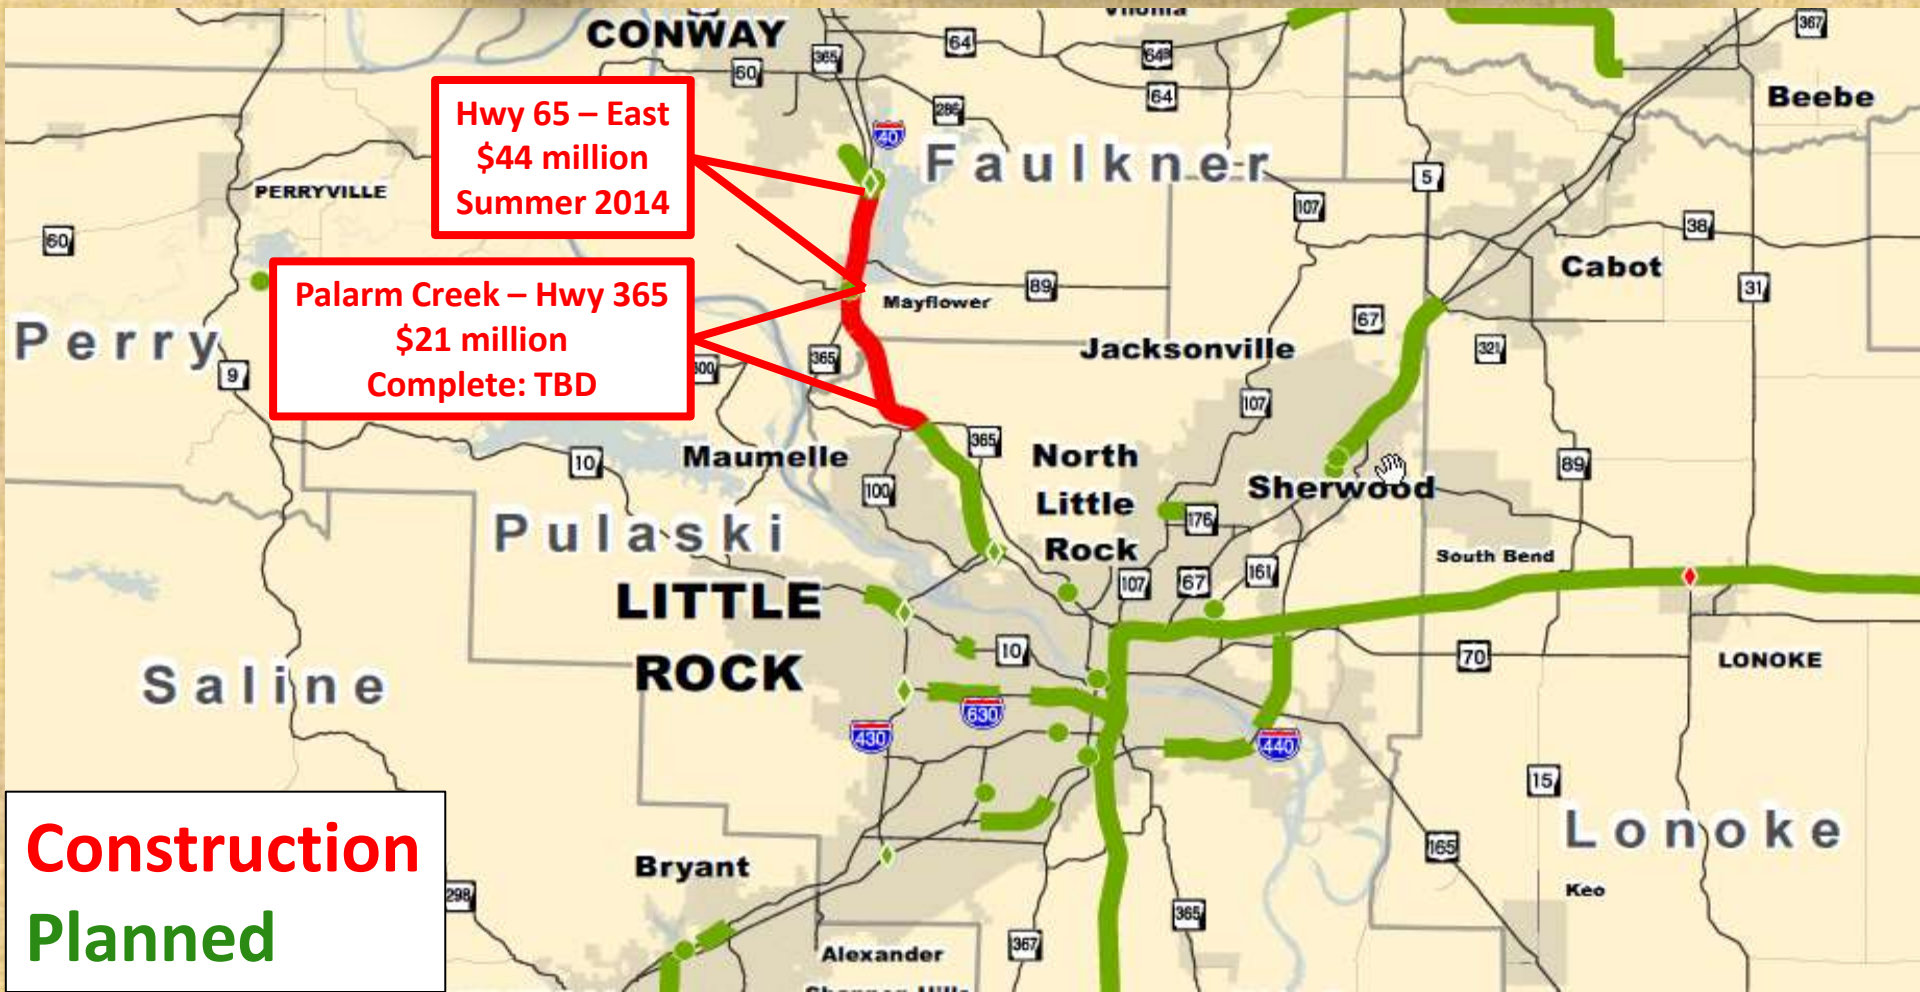 Vilonia
CONWAY
64
64B
367
365
60
64
Beebe
Hwy 65 – East
$44 million
Summer 2014
286
40
Faulkner
PERRYVILLE
5
107
38
60
Cabot
Palarm Creek – Hwy 365
$21 million
Complete: TBD
Mayflower
89
31
67
Perry
Jacksonville
321
365
9
107
365
North
Little
Rock
Maumelle
10
100
89
Sherwood
Pulaski
176
South Bend
107
67
161
LITTLE
ROCK
10
70
LONOKE
Saline
630
430
440
15
Lonoke
Construction
Planned
165
Bryant
298
Keo
365
367
Alexander
Shannon Hills